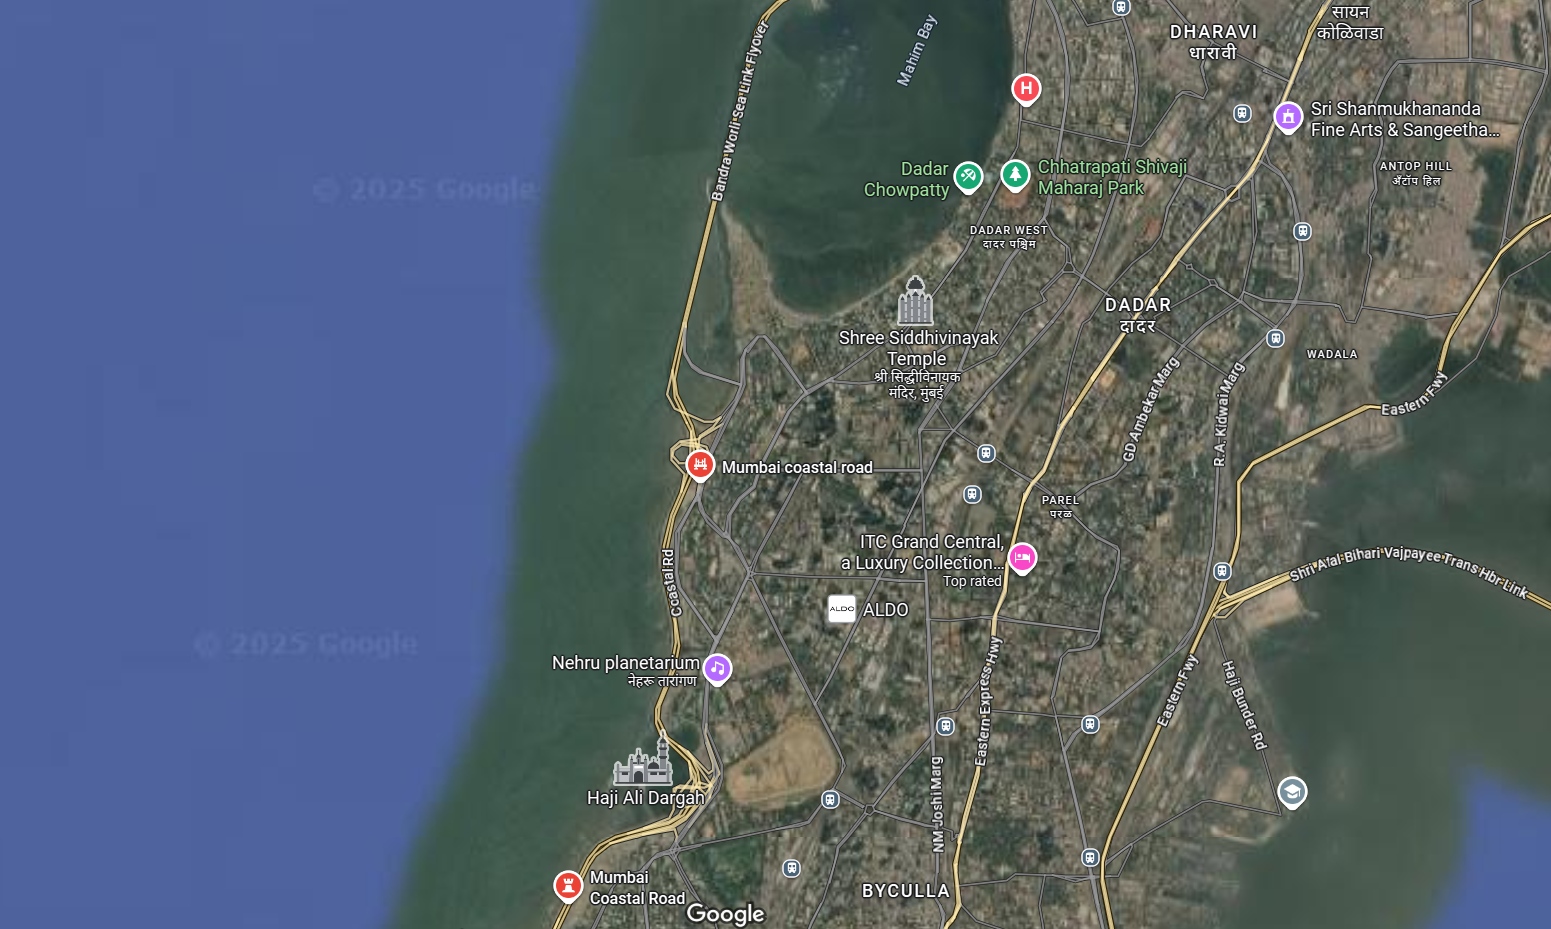 सायन
कोळिवाडा
DHARAVI
धारावी
Mahim Bay
Bandra Worli Sea Link Flyover
H
Sri Shanmukhananda
Fine Arts & Sangeetha...
Dadar
Chowpatty
Chhatrapati Shivaji
Maharaj Park
ANTOP HILL
अँटॉप हिल
© 2025 Google
DADAR WEST
दादर पश्चिम
DADAR
दादर
Shree Siddhivinayak
Temple
श्री सिद्धीविनायक
मंदिर, मुंबई
WADALA
Eastern Fwy
GD Ambekar Marg
R.A. Kidwai Marg
Mumbai coastal road
PAREL
परळ
ITC Grand Central,
a Luxury Collection...
Top rated
Shri Atal Bihari Vajpayee Trans Hbr Link
Coastal Rd
ALDO
ALDO
© 2025 Google
Nehru planetarium
नेहरू तारांगण
Eastern Express Hwy
Eastern Fwy
Haji Bunder Rd
Haji Ali Dargah
NM Joshi Marg
Mumbai
Coastal Road
BYCULLA
Google